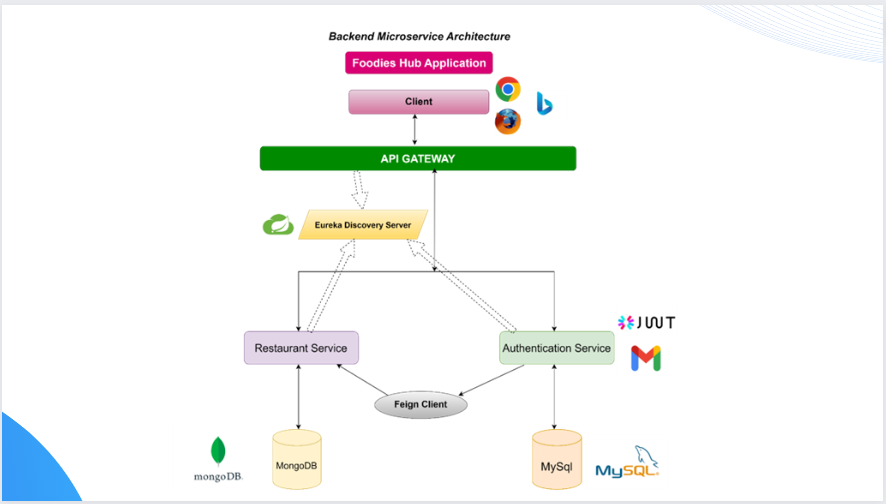 Backend Microservice Architecture
Foodies Hub Application
Client
API GATEWAY
Eureka Discovery Server
JWT
Restaurant Service
Authentication Service
Feign Client
mongoDB.
MongoDB
MySql
MySQL